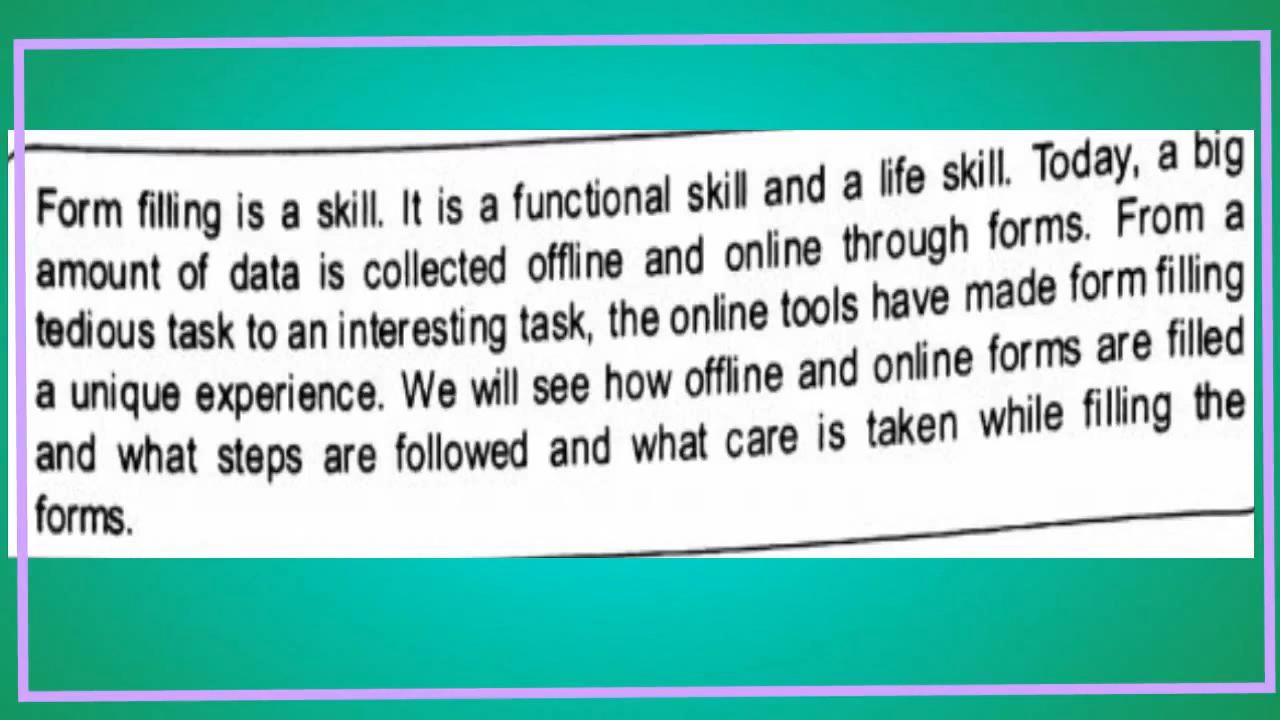 Form filling is a skill. It is a functional skill and a life skill. Today, a big
amount of data is collected offline and online through forms. From a
tedious task to an interesting task, the online tools have made form filling
a unique experience. We will see how offline and online forms are filled
and what steps are followed and what care is taken while filling the
forms.